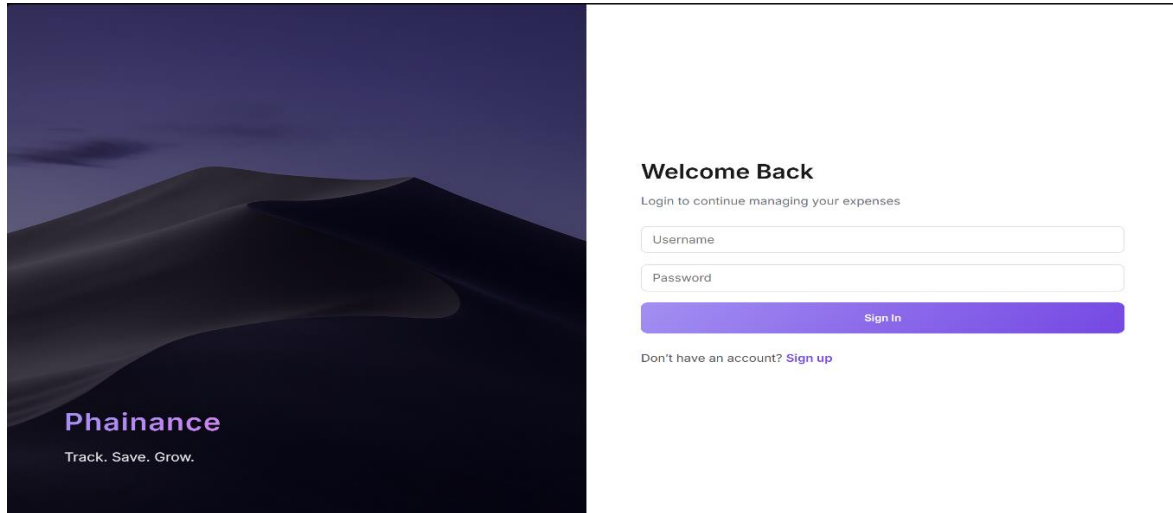 Phainance
Track. Save. Grow.
Welcome Back
Login to continue managing your expenses
Username
Password
Sign In
Don't have an account? Sign up